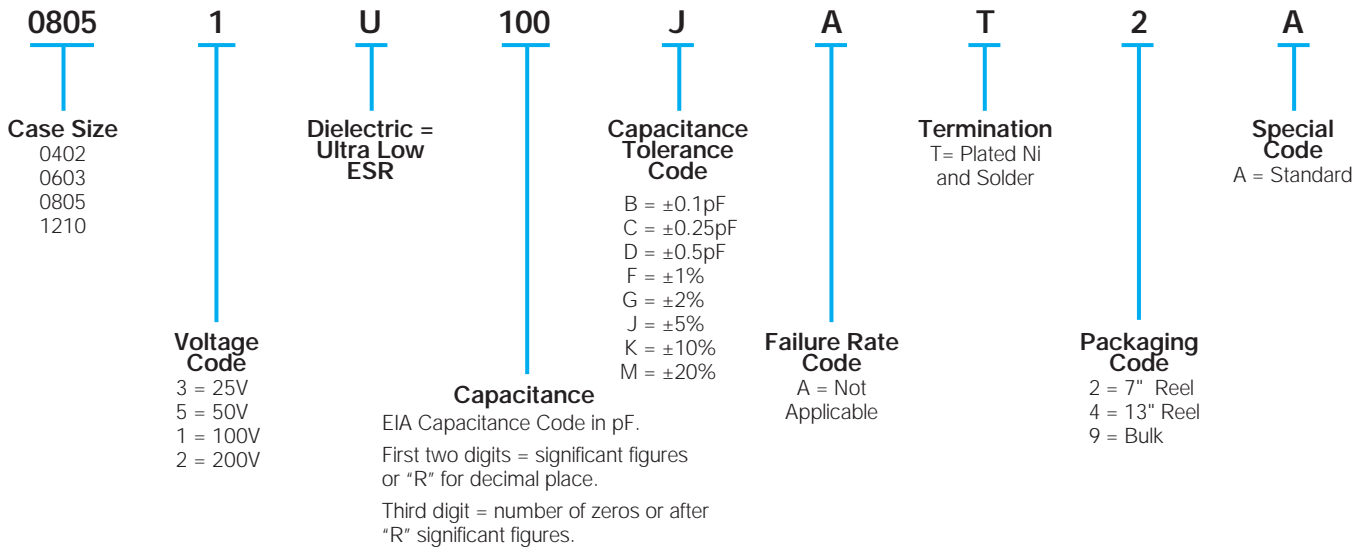 0805 1 U 100 J A T 2 A
Case Size
0402
0603
0805
1210
Voltage
Code
3 = 25V
5 = 50V
1 = 100V
2 = 200V
Dielectric =
Ultra Low
ESR
Capacitance
EIA Capacitance Code in pF.
First two digits = significant figures
or “R” for decimal place.
Third digit = number of zeros or after
“R” significant figures.
Capacitance
Tolerance
Code
B = ±0.1pF
C = ±0.25pF
D = ±0.5pF
F = ±1%
G = ±2%
J = ±5%
K = ±10%
M = ±20%
Failure Rate
Code
A = Not
Applicable
Termination
T= Plated Ni
and Solder
Packaging
Code
2 = 7" Reel
4 = 13" Reel
9 = Bulk
Special
Code
A = Standard